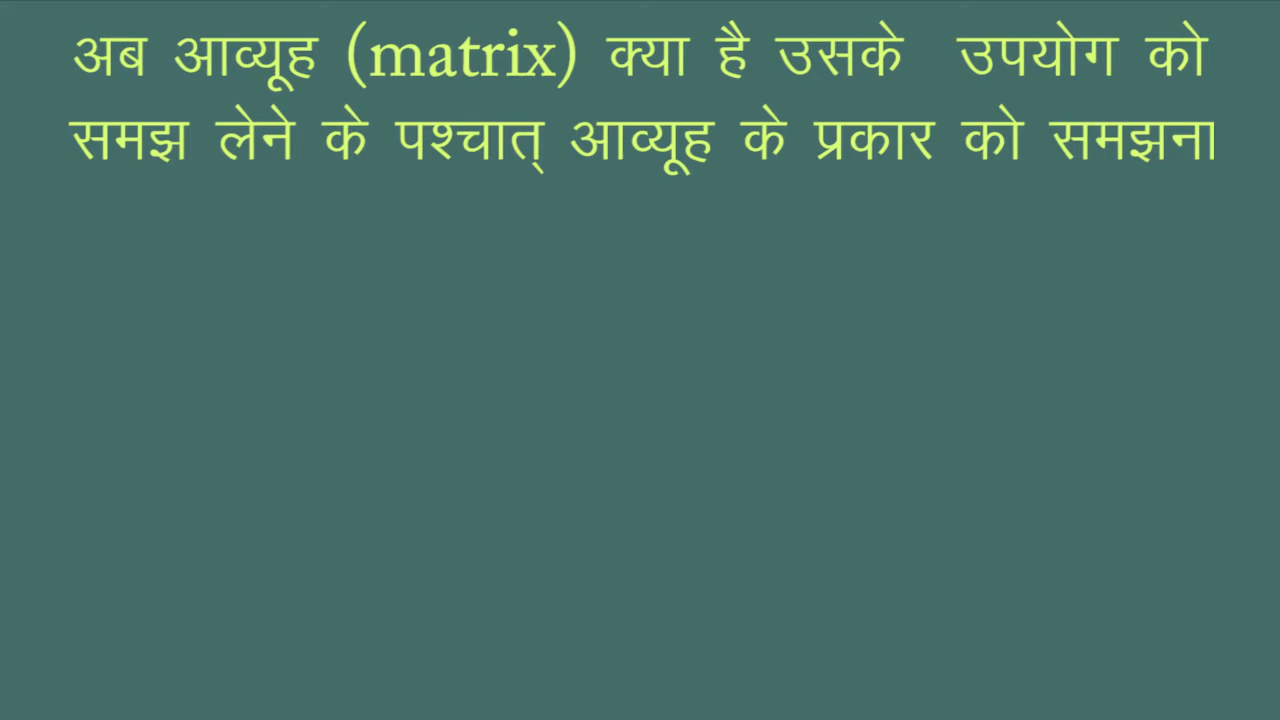 अब आव्यूह (matrix) क्या है उसके उपयोग को
समझ लेने के पश्चात् आव्यूह के प्रकार को समझना